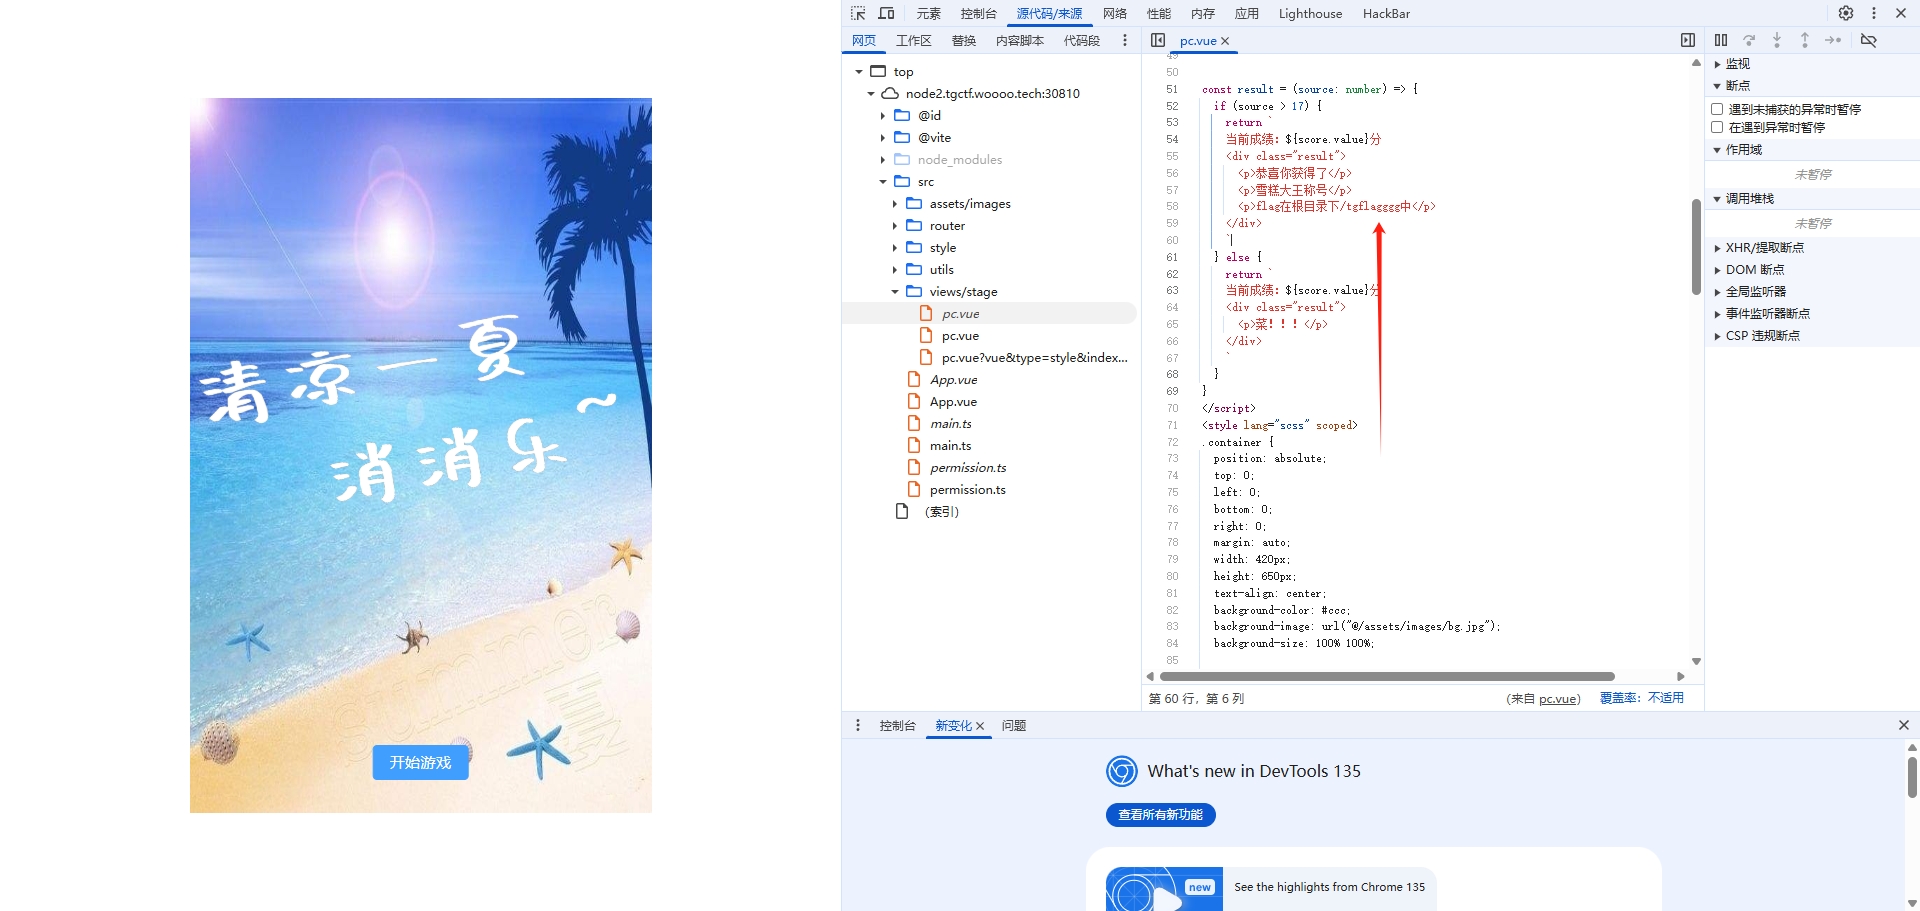 清凉一夏
消消乐~
summer
夏
开始游戏
元素 控制台 源代码/来源 网络 性能 内存 应用 Lighthouse HackBar
网页 工作区 替换 内容脚本 代码段
pc.vue
top
node2.tgctf.woooo.tech:30810
@id
@vite
node_modules
src
assets/images
router
style
utils
views/stage
pc.vue
pc.vue
pc.vue?vue&type=style&index...
App.vue
App.vue
main.ts
main.ts
permission.ts
permission.ts
(索引)
49
50
51 const result = (source: number) => {
52 if (source > 17) {
53 return `
54 当前成绩: ${score.value}分
55 <div class="result">
56 <p>恭喜你获得了</p>
57 <p>雪糕大王称号</p>
58 <p>flag在根目录下/tgflagggg中</p>
59 </div>
60 `
61 } else {
62 return `
63 当前成绩: ${score.value}分
64 <div class="result">
65 <p>菜！！！</p>
66 </div>
67 `
68 }
69 }
70 </script>
71 <style lang="scss" scoped>
72 .container {
73 position: absolute;
74 top: 0;
75 left: 0;
76 bottom: 0;
77 right: 0;
78 margin: auto;
79 width: 420px;
80 height: 650px;
81 text-align: center;
82 background-color: #ccc;
83 background-image: url("@/assets/images/bg.jpg");
84 background-size: 100% 100%;
85
第 60 行，第 6 列
(来自 pc.vue) 覆盖率：不适用
监视
断点
遇到未捕获的异常时暂停
在遇到异常时暂停
作用域
未暂停
调用堆栈
未暂停
XHR/提取断点
DOM 断点
全局监听器
事件监听器断点
CSP 违规断点
控制台 新变化 问题
What's new in DevTools 135
查看所有新功能
new
See the highlights from Chrome 135